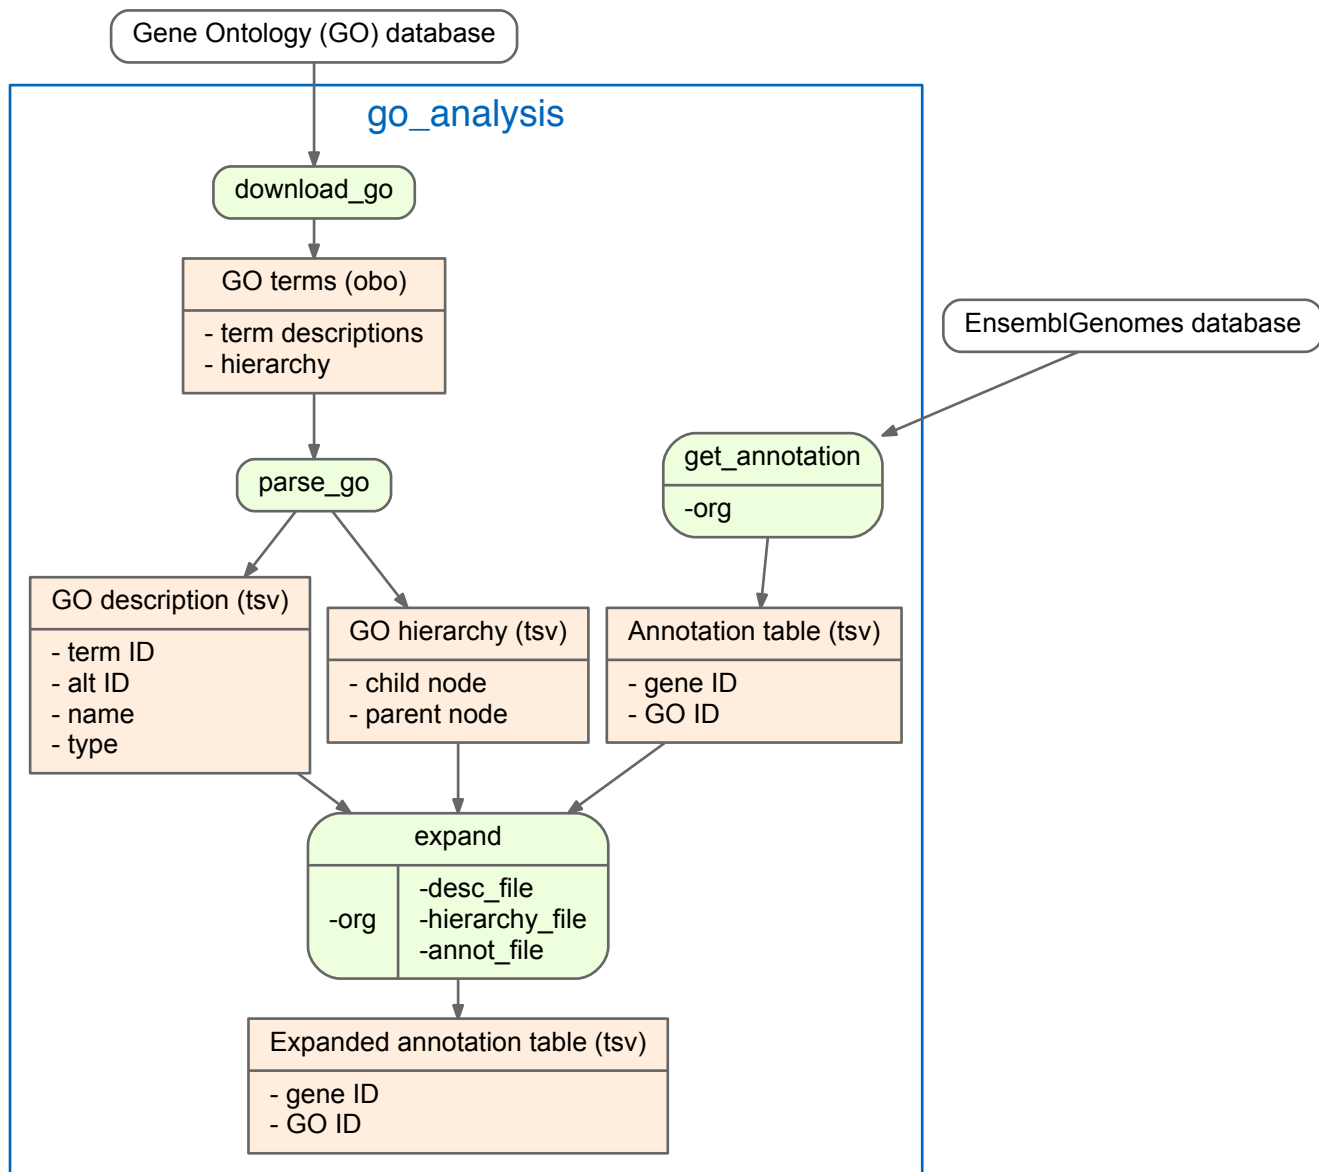 Gene Ontology (GO) database
go_analysis
download_go
GO terms (obo)
- term descriptions
- hierarchy
EnsemblGenomes database
get_annotation
-org
parse_go
GO description (tsv)
- term ID
- alt ID
- name
- type
GO hierarchy (tsv)
- child node
- parent node
Annotation table (tsv)
- gene ID
- GO ID
expand
-org
-desc_file
-hierarchy_file
-annot_file
Expanded annotation table (tsv)
- gene ID
- GO ID